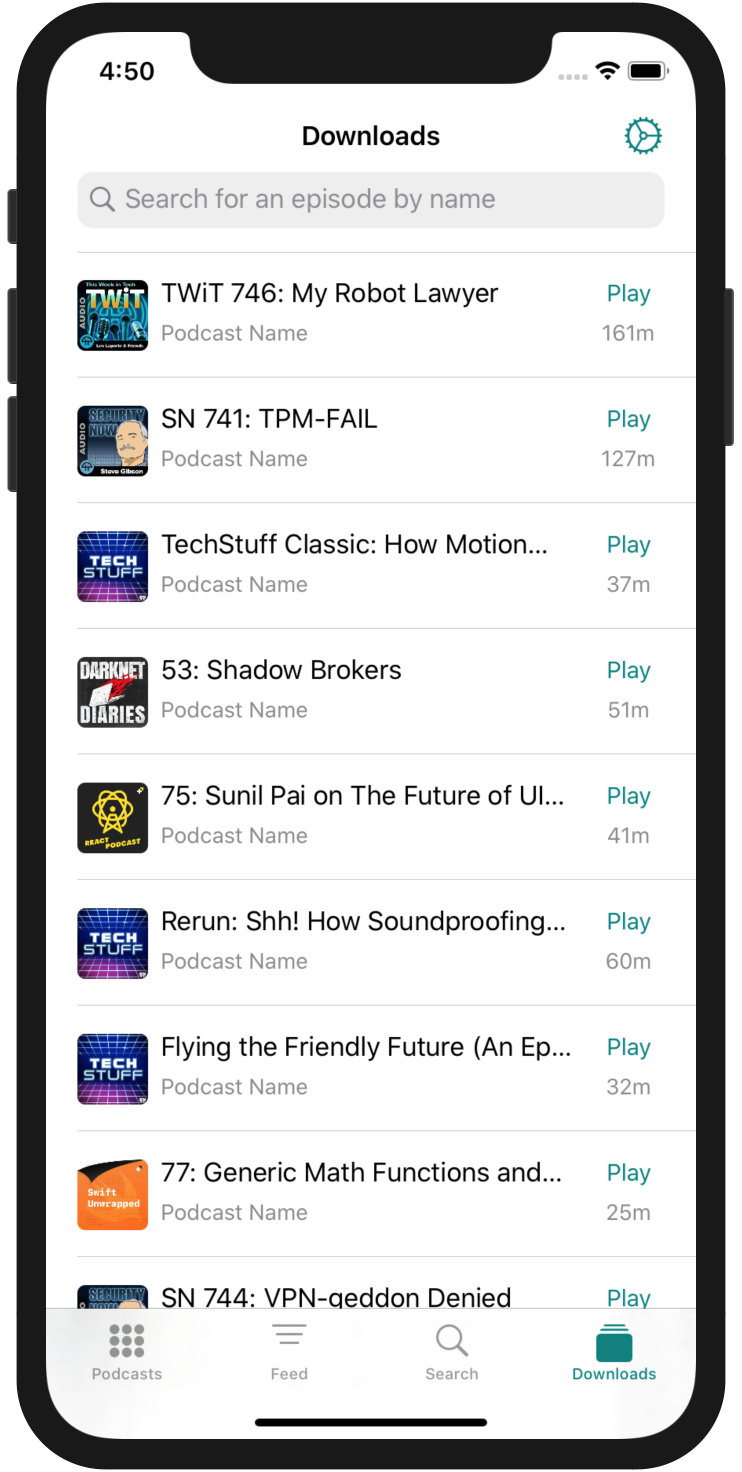 4:50
Downloads
Search for an episode by name
This Week in Tech
TWiT
AUDIO
Leo Laporte & Friends
TWiT 746: My Robot Lawyer
Play
Podcast Name
161m
SECURITY
NOW
AUDIO
Steve Gibson
SN 741: TPM-FAIL
Play
Podcast Name
127m
TECH
STUFF
TechStuff Classic: How Motion...
Play
Podcast Name
37m
DARKNET
DIARIES
53: Shadow Brokers
Play
Podcast Name
51m
REACT
PODCAST
75: Sunil Pai on The Future of UI...
Play
Podcast Name
41m
TECH
STUFF
Rerun: Shh! How Soundproofing...
Play
Podcast Name
60m
TECH
STUFF
Flying the Friendly Future (An Ep...
Play
Podcast Name
32m
Swift
Unwrapped
77: Generic Math Functions and...
Play
Podcast Name
25m
SECURITY
SN 744: VPN-geddon Denied
Play
Podcasts
Feed
Search
Downloads